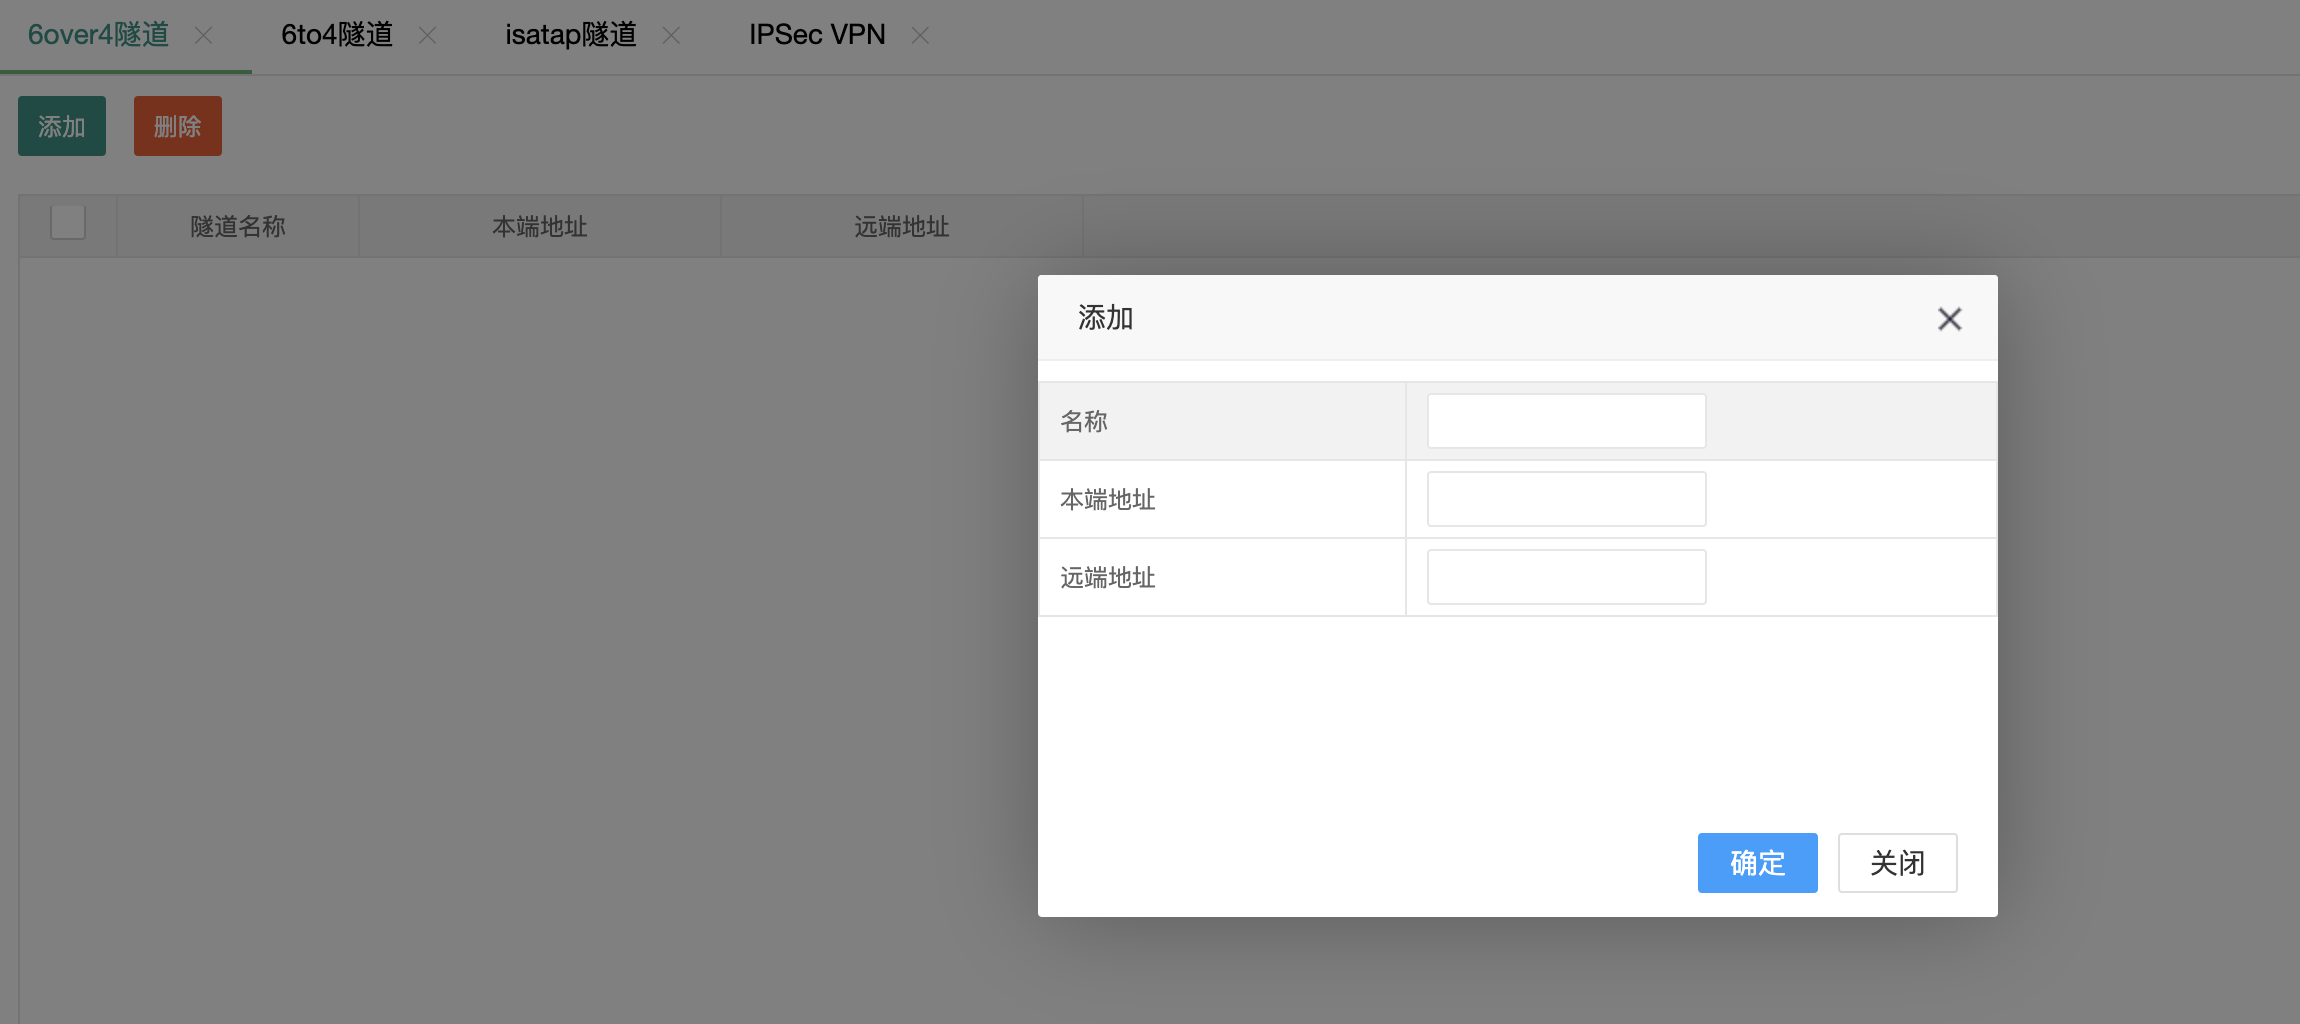 6over4隧道 6to4隧道 isatap隧道 IPSec VPN
添加 删除
隧道名称 本端地址 远端地址
添加
名称
本端地址
远端地址
确定 关闭